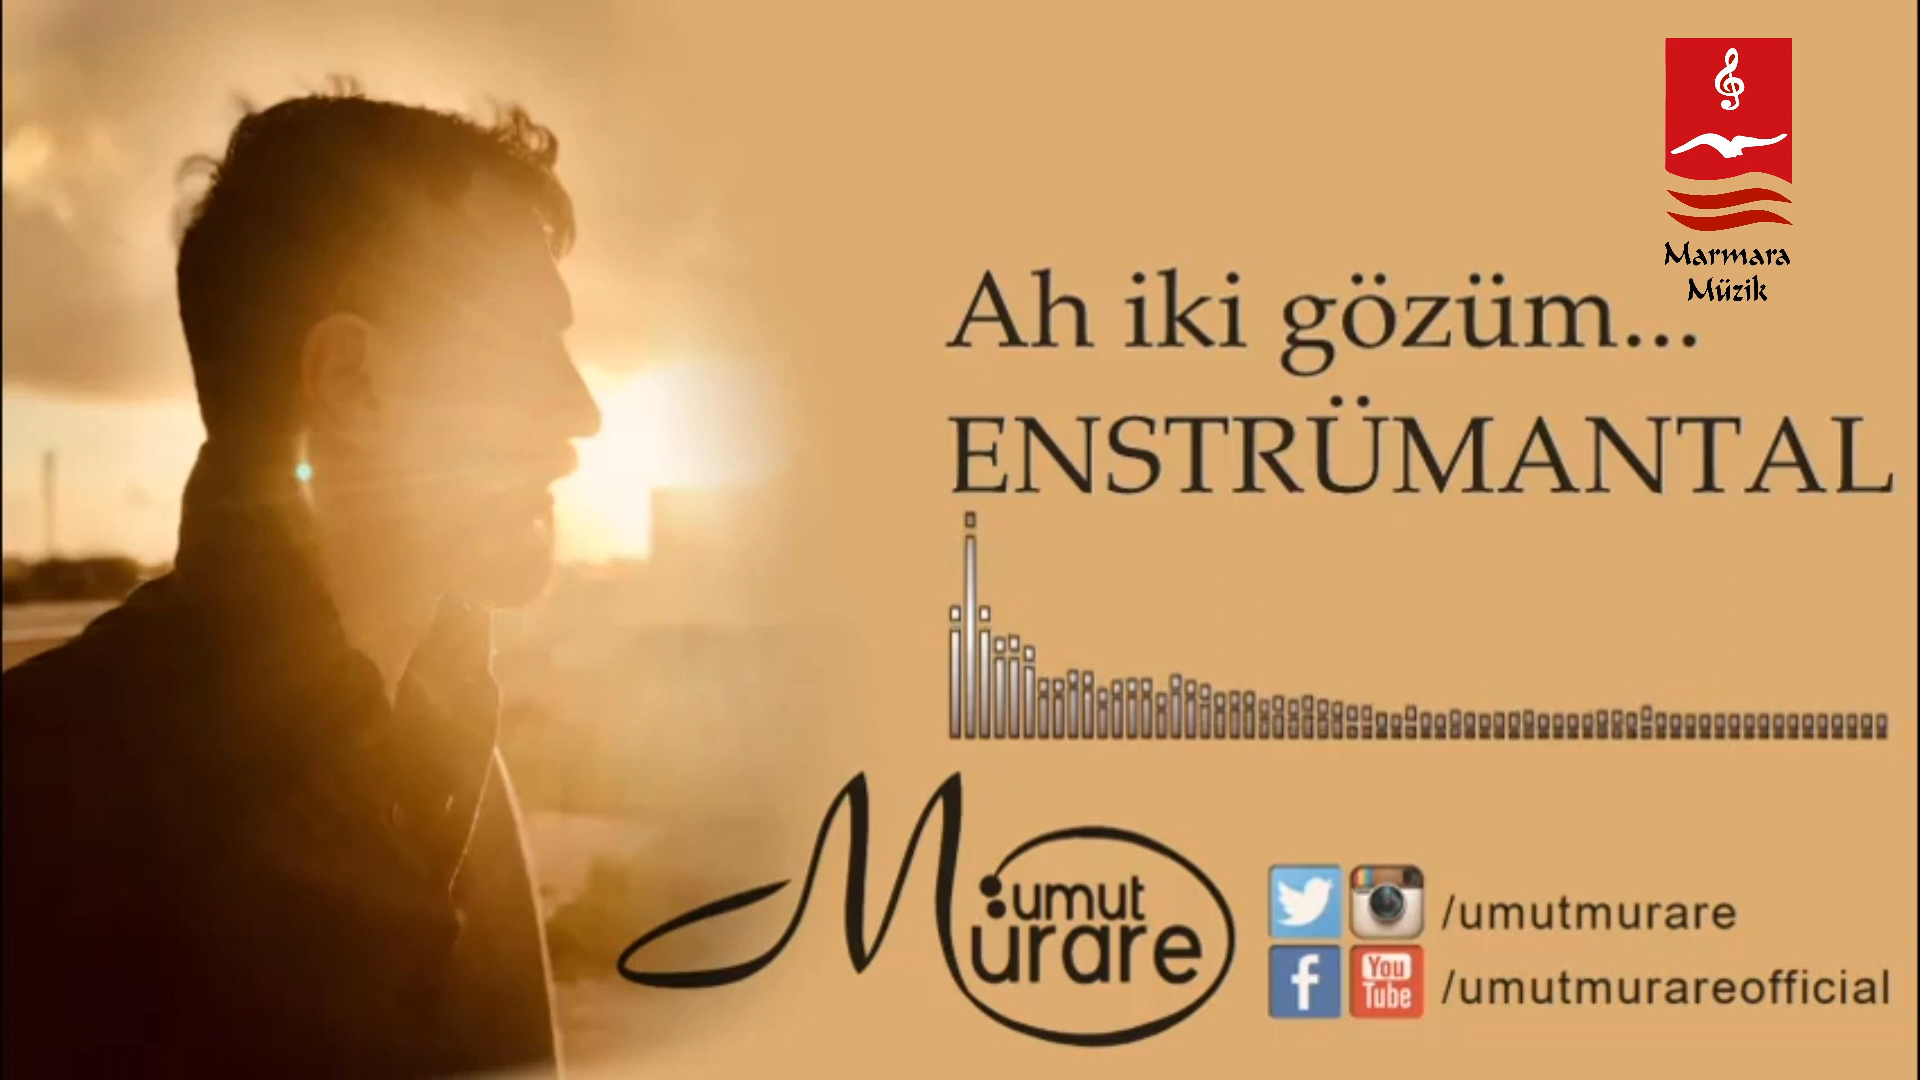 Marmara
Müzik
Ah iki gözüm...
ENSTRÜMANTAL
umut
Murare
/umutmurare
You
Tube
/umutmurareofficial